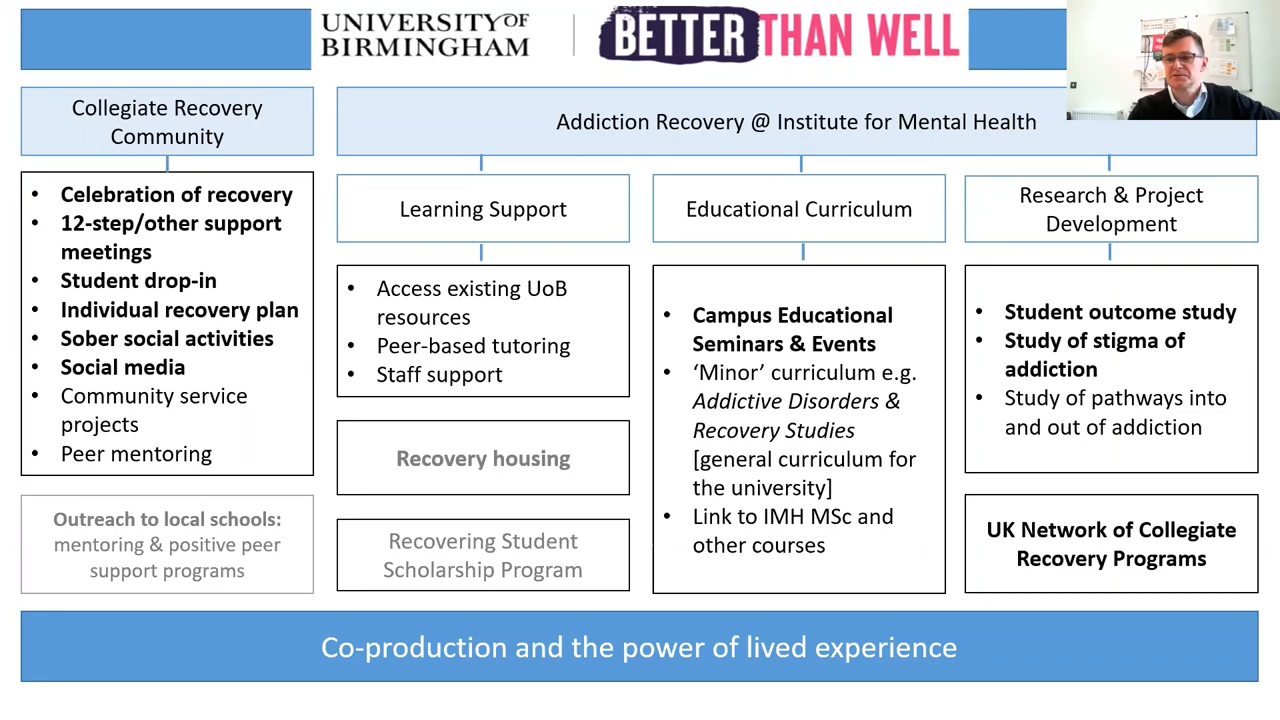 UNIVERSITY OF
BIRMINGHAM
BETTER THAN WELL
Collegiate Recovery
Community
• Celebration of recovery
• 12-step/other support
meetings
• Student drop-in
• Individual recovery plan
• Sober social activities
• Social media
• Community service
projects
• Peer mentoring
Outreach to local schools:
mentoring & positive peer
support programs
Addiction Recovery @ Institute for Mental Health
Learning Support
• Access existing UoB
resources
• Peer-based tutoring
• Staff support
Recovery housing
Recovering Student
Scholarship Program
Educational Curriculum
• Campus Educational
Seminars & Events
• ‘Minor’ curriculum e.g.
Addictive Disorders &
Recovery Studies
[general curriculum for
the university]
• Link to IMH MSc and
other courses
Research & Project
Development
• Student outcome study
• Study of stigma of
addiction
• Study of pathways into
and out of addiction
UK Network of Collegiate
Recovery Programs
Co-production and the power of lived experience